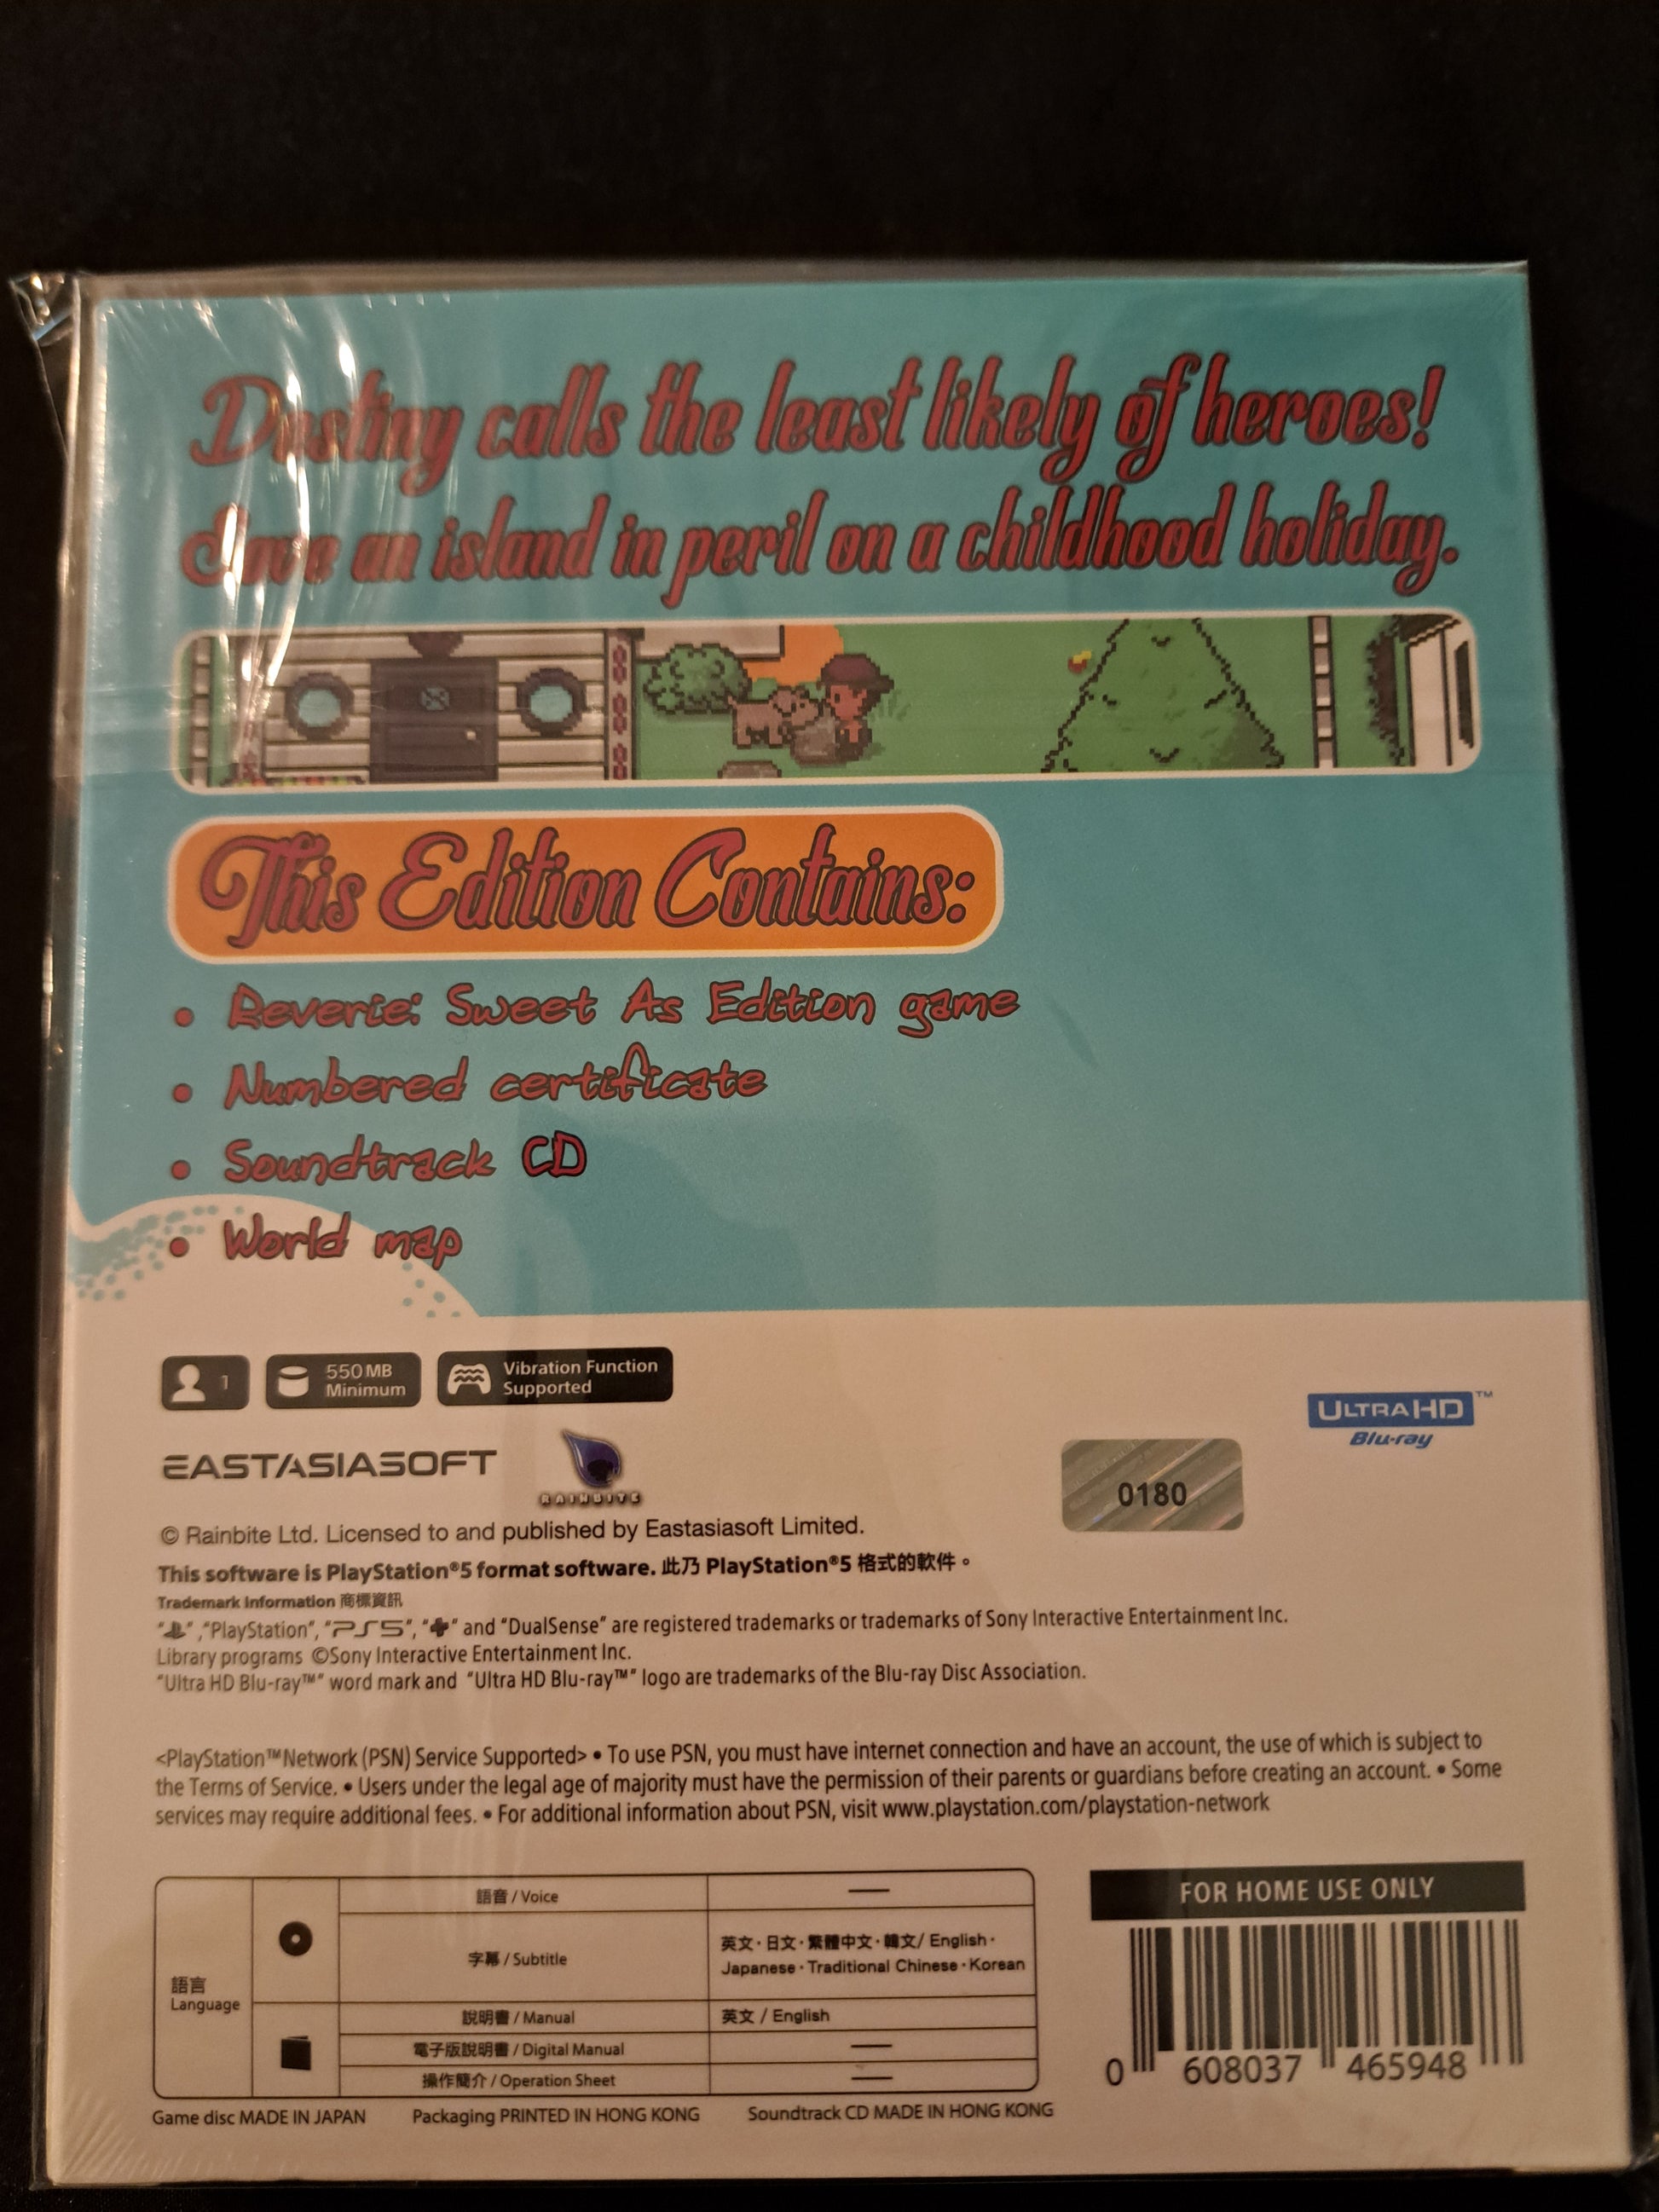 Destiny calls the least likely of heroes!
Save an island in peril on a childhood holiday.
This Edition Contains:
• Reverie: Sweet As Edition game
• Numbered certificate
• Soundtrack CD
• World map
1
550 MB
Minimum
Vibration Function
Supported
ULTRA HD™
Blu-ray
EASTASIASOFT
RAINBITE
0180
© Rainbite Ltd. Licensed to and published by Eastasiasoft Limited.
This software is PlayStation®5 format software. 此乃 PlayStation®5 格式的軟件。
Trademark Information 商標資訊
" ","PlayStation", "PS5", " " and "DualSense" are registered trademarks or trademarks of Sony Interactive Entertainment Inc.
Library programs ©Sony Interactive Entertainment Inc.
"Ultra HD Blu-ray™" word mark and "Ultra HD Blu-ray™" logo are trademarks of the Blu-ray Disc Association.
<PlayStation™Network (PSN) Service Supported> • To use PSN, you must have internet connection and have an account, the use of which is subject to
the Terms of Service. • Users under the legal age of majority must have the permission of their parents or guardians before creating an account. • Some
services may require additional fees. • For additional information about PSN, visit www.playstation.com/playstation-network
語言
Language
語音 / Voice
—
字幕 / Subtitle
英文・日文・繁體中文・韓文/ English・
Japanese・Traditional Chinese・Korean
說明書 / Manual
英文 / English
電子版說明書 / Digital Manual
—
操作簡介 / Operation Sheet
—
FOR HOME USE ONLY
0 608037 465948
Game disc MADE IN JAPAN
Packaging PRINTED IN HONG KONG
Soundtrack CD MADE IN HONG KONG